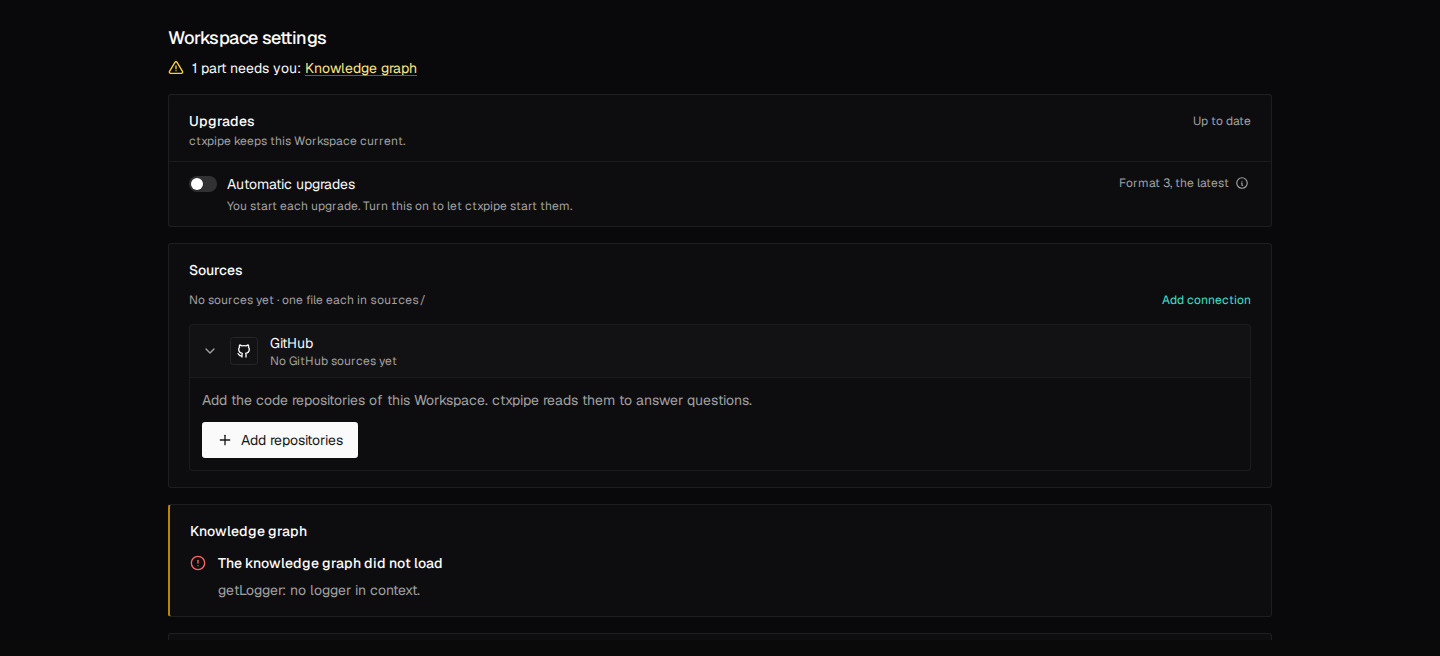 Workspace settings
1 part needs you: Knowledge graph
Upgrades
Up to date
ctxpipe keeps this Workspace current.
Automatic upgrades
Format 3, the latest
You start each upgrade. Turn this on to let ctxpipe start them.
Sources
No sources yet · one file each in sources/
Add connection
GitHub
No GitHub sources yet
Add the code repositories of this Workspace. ctxpipe reads them to answer questions.
Add repositories
Knowledge graph
The knowledge graph did not load
getLogger: no logger in context.